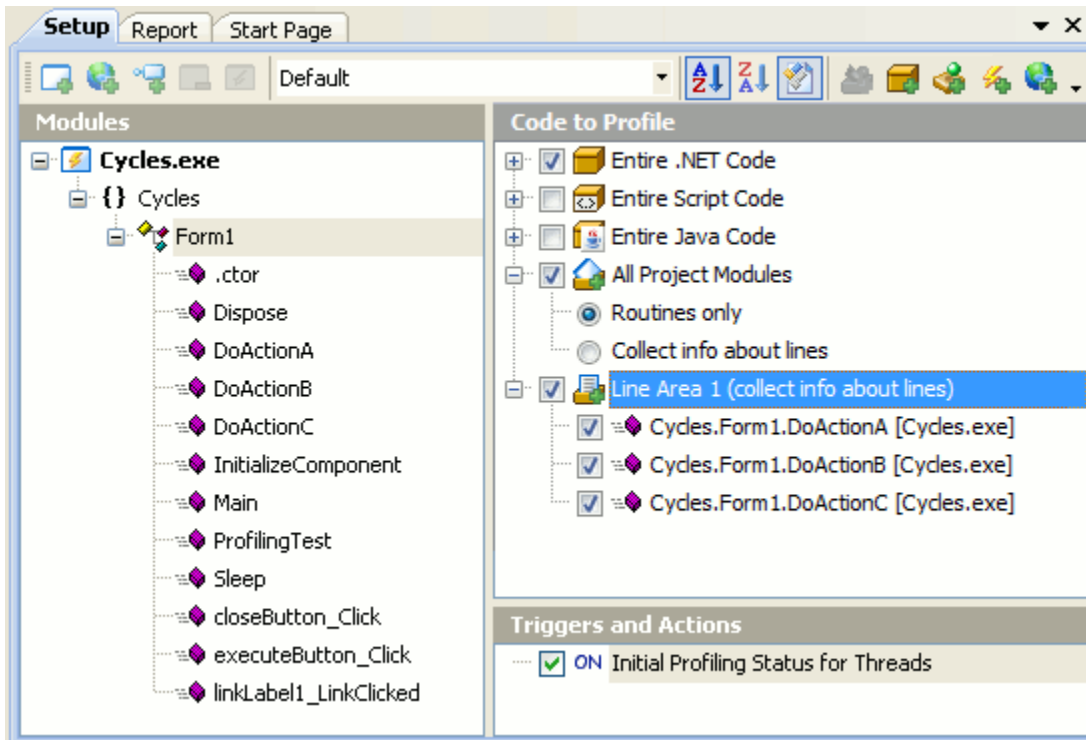 Setup Report Start Page
Default
Modules
Cycles.exe
{} Cycles
Form1
.ctor
Dispose
DoActionA
DoActionB
DoActionC
InitializeComponent
Main
ProfilingTest
Sleep
closeButton_Click
executeButton_Click
linkLabel1_LinkClicked
Code to Profile
Entire .NET Code
Entire Script Code
Entire Java Code
All Project Modules
Routines only
Collect info about lines
Line Area 1 (collect info about lines)
Cycles.Form1.DoActionA [Cycles.exe]
Cycles.Form1.DoActionB [Cycles.exe]
Cycles.Form1.DoActionC [Cycles.exe]
Triggers and Actions
ON Initial Profiling Status for Threads